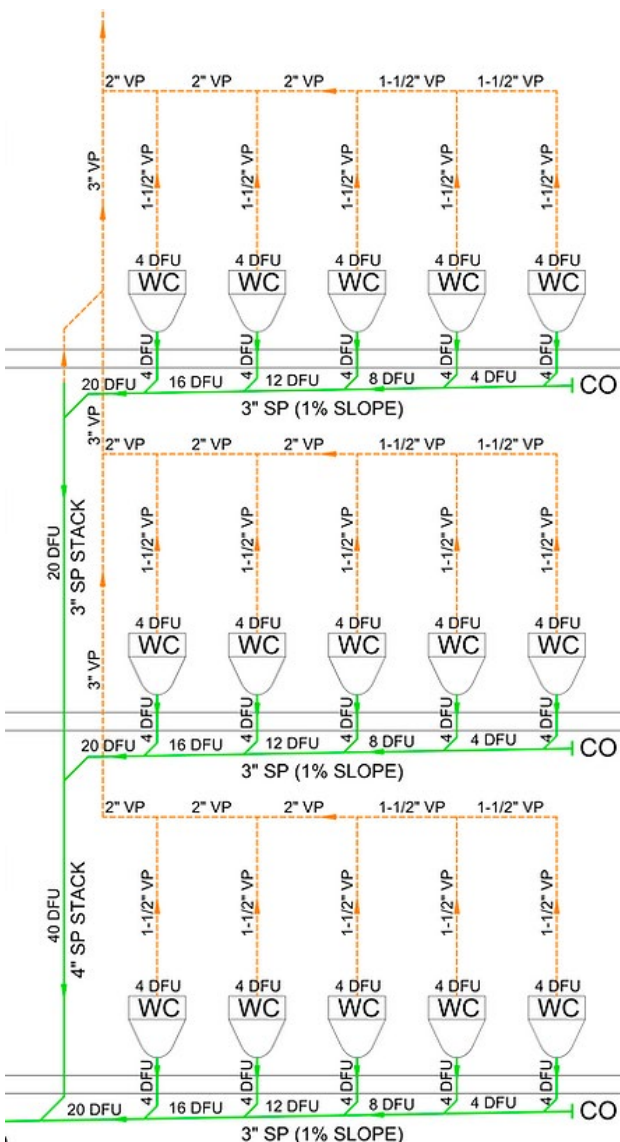 2" VP 2" VP 2" VP 1-1/2" VP 1-1/2" VP
3" VP
1-1/2" VP 1-1/2" VP 1-1/2" VP 1-1/2" VP 1-1/2" VP
4 DFU 4 DFU 4 DFU 4 DFU 4 DFU
WC WC WC WC WC
4 DFU 4 DFU 4 DFU 4 DFU 4 DFU
20 DFU 16 DFU 12 DFU 8 DFU 4 DFU CO
3" SP (1% SLOPE)
3" VP
2" VP 2" VP 2" VP 1-1/2" VP 1-1/2" VP
20 DFU
3" SP STACK
1-1/2" VP 1-1/2" VP 1-1/2" VP 1-1/2" VP 1-1/2" VP
4 DFU 4 DFU 4 DFU 4 DFU 4 DFU
WC WC WC WC WC
3" VP
4 DFU 4 DFU 4 DFU 4 DFU 4 DFU
20 DFU 16 DFU 12 DFU 8 DFU 4 DFU CO
3" SP (1% SLOPE)
2" VP 2" VP 2" VP 1-1/2" VP 1-1/2" VP
40 DFU
4" SP STACK
1-1/2" VP 1-1/2" VP 1-1/2" VP 1-1/2" VP 1-1/2" VP
4 DFU 4 DFU 4 DFU 4 DFU 4 DFU
WC WC WC WC WC
4 DFU 4 DFU 4 DFU 4 DFU 4 DFU
20 DFU 16 DFU 12 DFU 8 DFU 4 DFU CO
3" SP (1% SLOPE)